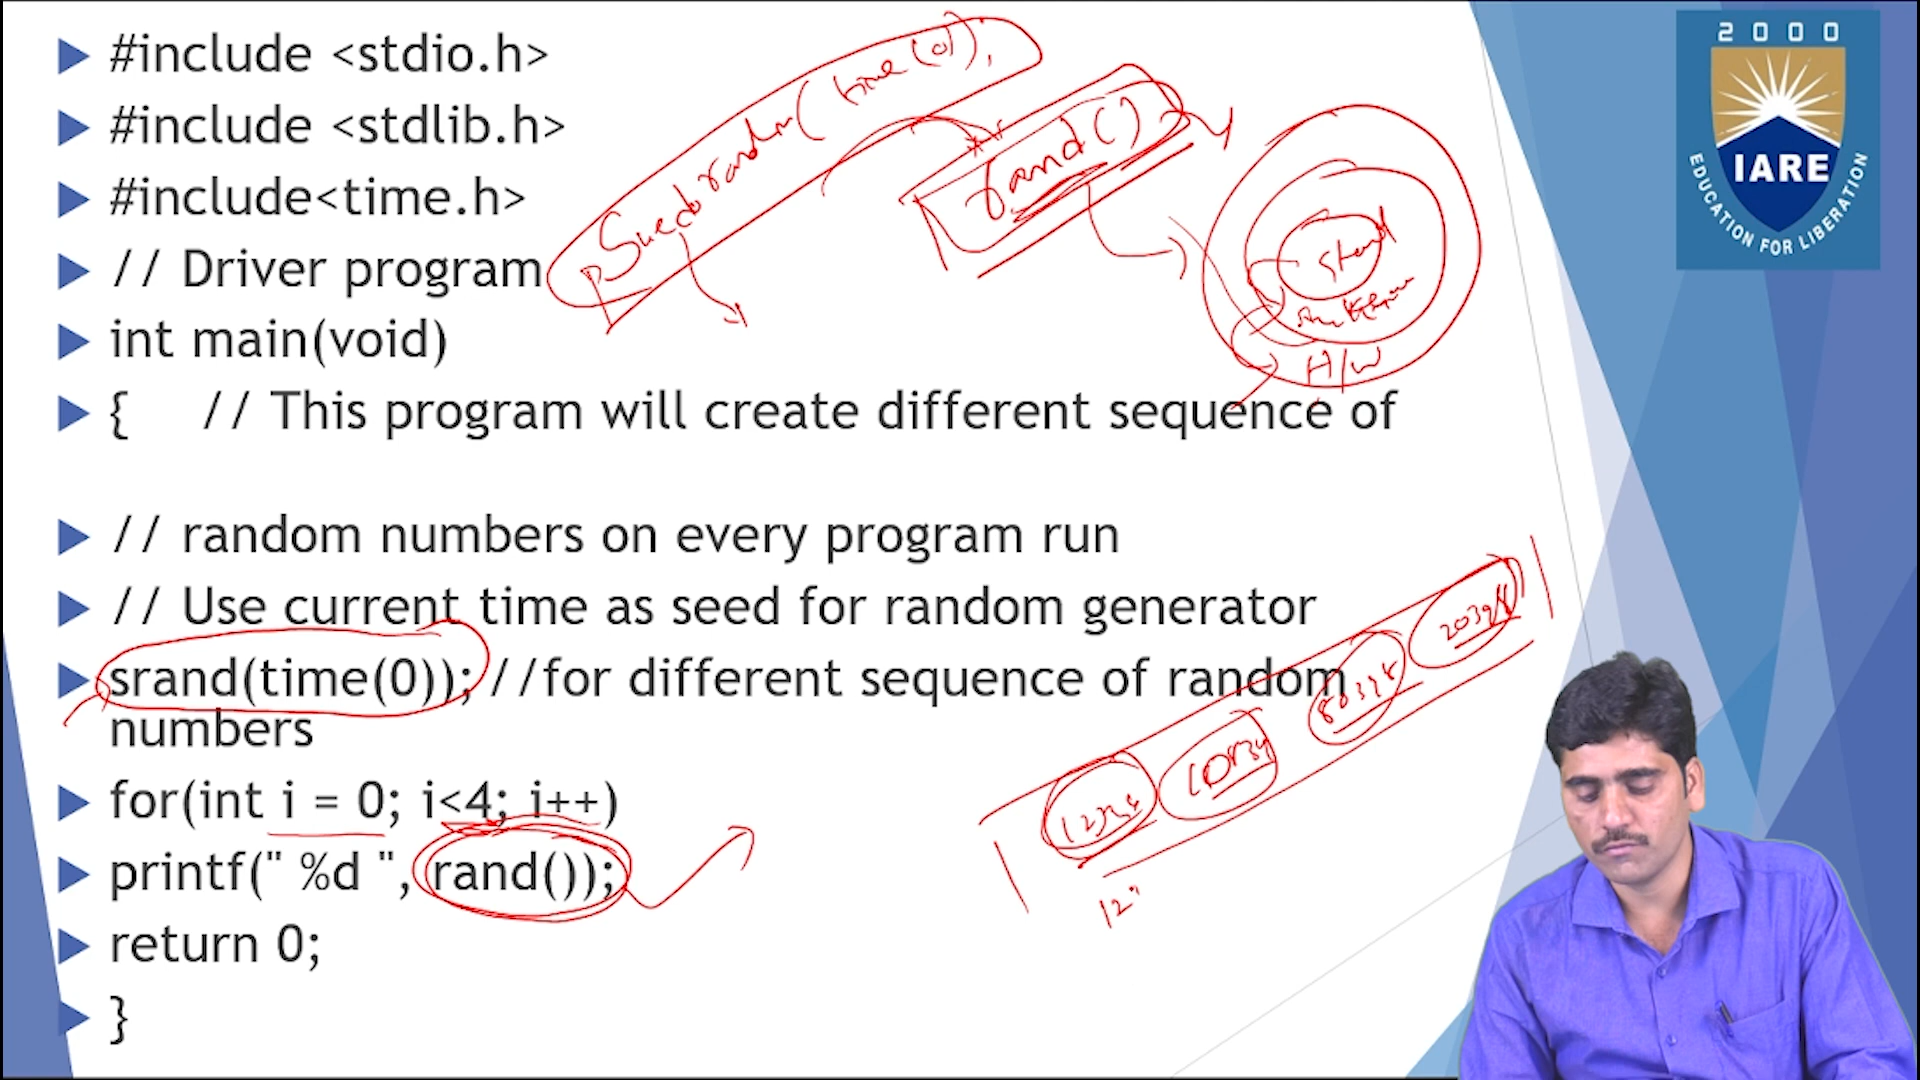 #include <stdio.h>
#include <stdlib.h>
#include<time.h>
// Driver program
int main(void)
{ // This program will create different sequence of
// random numbers on every program run
// Use current time as seed for random generator
srand(time(0)); //for different sequence of random
numbers
for(int i = 0; i<4; i++)
printf(" %d ", rand());
return 0;
}
time(0);
rand()
H/W
2000
IARE
EDUCATION FOR LIBERATION